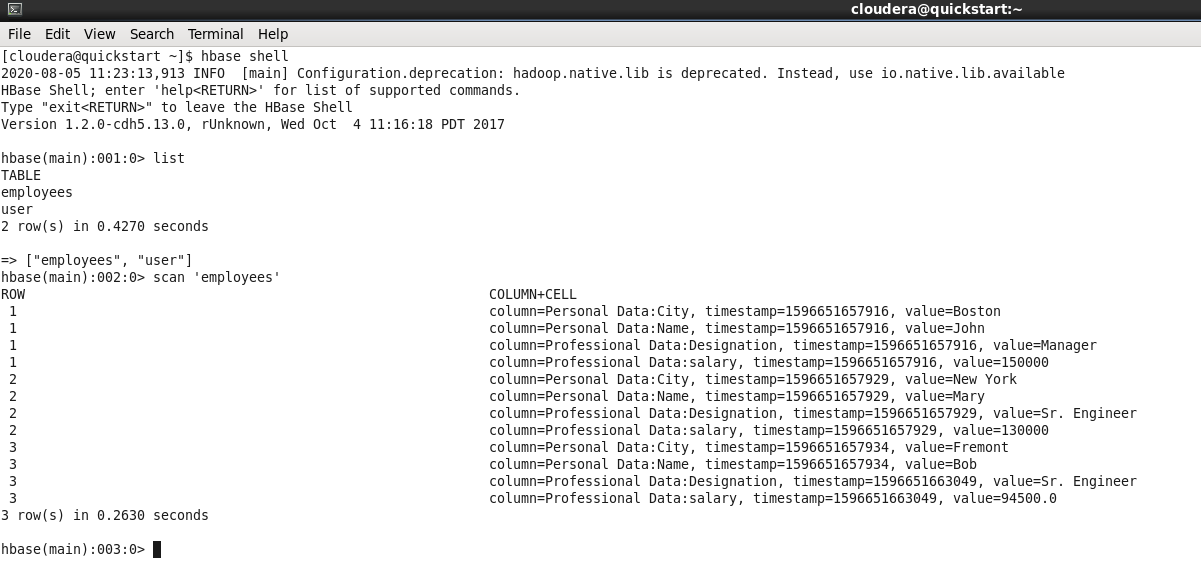 cloudera@quickstart:~
File Edit View Search Terminal Help
[cloudera@quickstart ~]$ hbase shell
2020-08-05 11:23:13,913 INFO  [main] Configuration.deprecation: hadoop.native.lib is deprecated. Instead, use io.native.lib.available
HBase Shell; enter 'help<RETURN>' for list of supported commands.
Type "exit<RETURN>" to leave the HBase Shell
Version 1.2.0-cdh5.13.0, rUnknown, Wed Oct  4 11:16:18 PDT 2017
hbase(main):001:0> list
TABLE
employees
user
2 row(s) in 0.4270 seconds
=> ["employees", "user"]
hbase(main):002:0> scan 'employees'
ROW COLUMN+CELL
1 column=Personal Data:City, timestamp=1596651657916, value=Boston
1 column=Personal Data:Name, timestamp=1596651657916, value=John
1 column=Professional Data:Designation, timestamp=1596651657916, value=Manager
1 column=Professional Data:salary, timestamp=1596651657916, value=150000
2 column=Personal Data:City, timestamp=1596651657929, value=New York
2 column=Personal Data:Name, timestamp=1596651657929, value=Mary
2 column=Professional Data:Designation, timestamp=1596651657929, value=Sr. Engineer
2 column=Professional Data:salary, timestamp=1596651657929, value=130000
3 column=Personal Data:City, timestamp=1596651657934, value=Fremont
3 column=Personal Data:Name, timestamp=1596651657934, value=Bob
3 column=Professional Data:Designation, timestamp=1596651663049, value=Sr. Engineer
3 column=Professional Data:salary, timestamp=1596651663049, value=94500.0
3 row(s) in 0.2630 seconds
hbase(main):003:0>